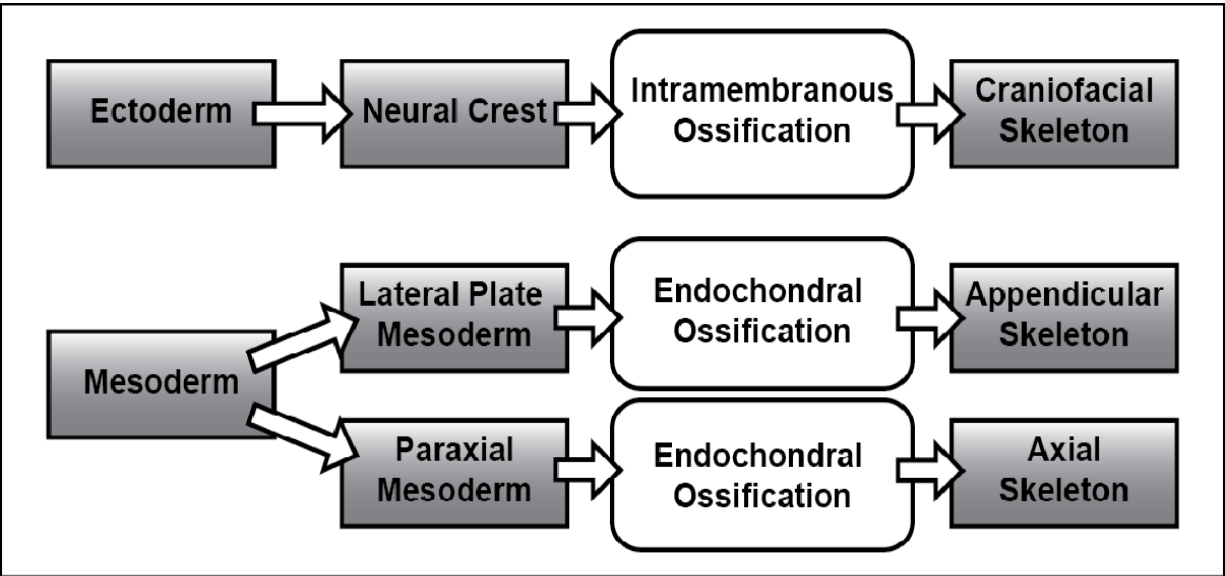 Ectoderm
Neural Crest
Intramembranous
Ossification
Craniofacial
Skeleton
Mesoderm
Lateral Plate
Mesoderm
Endochondral
Ossification
Appendicular
Skeleton
Paraxial
Mesoderm
Endochondral
Ossification
Axial
Skeleton